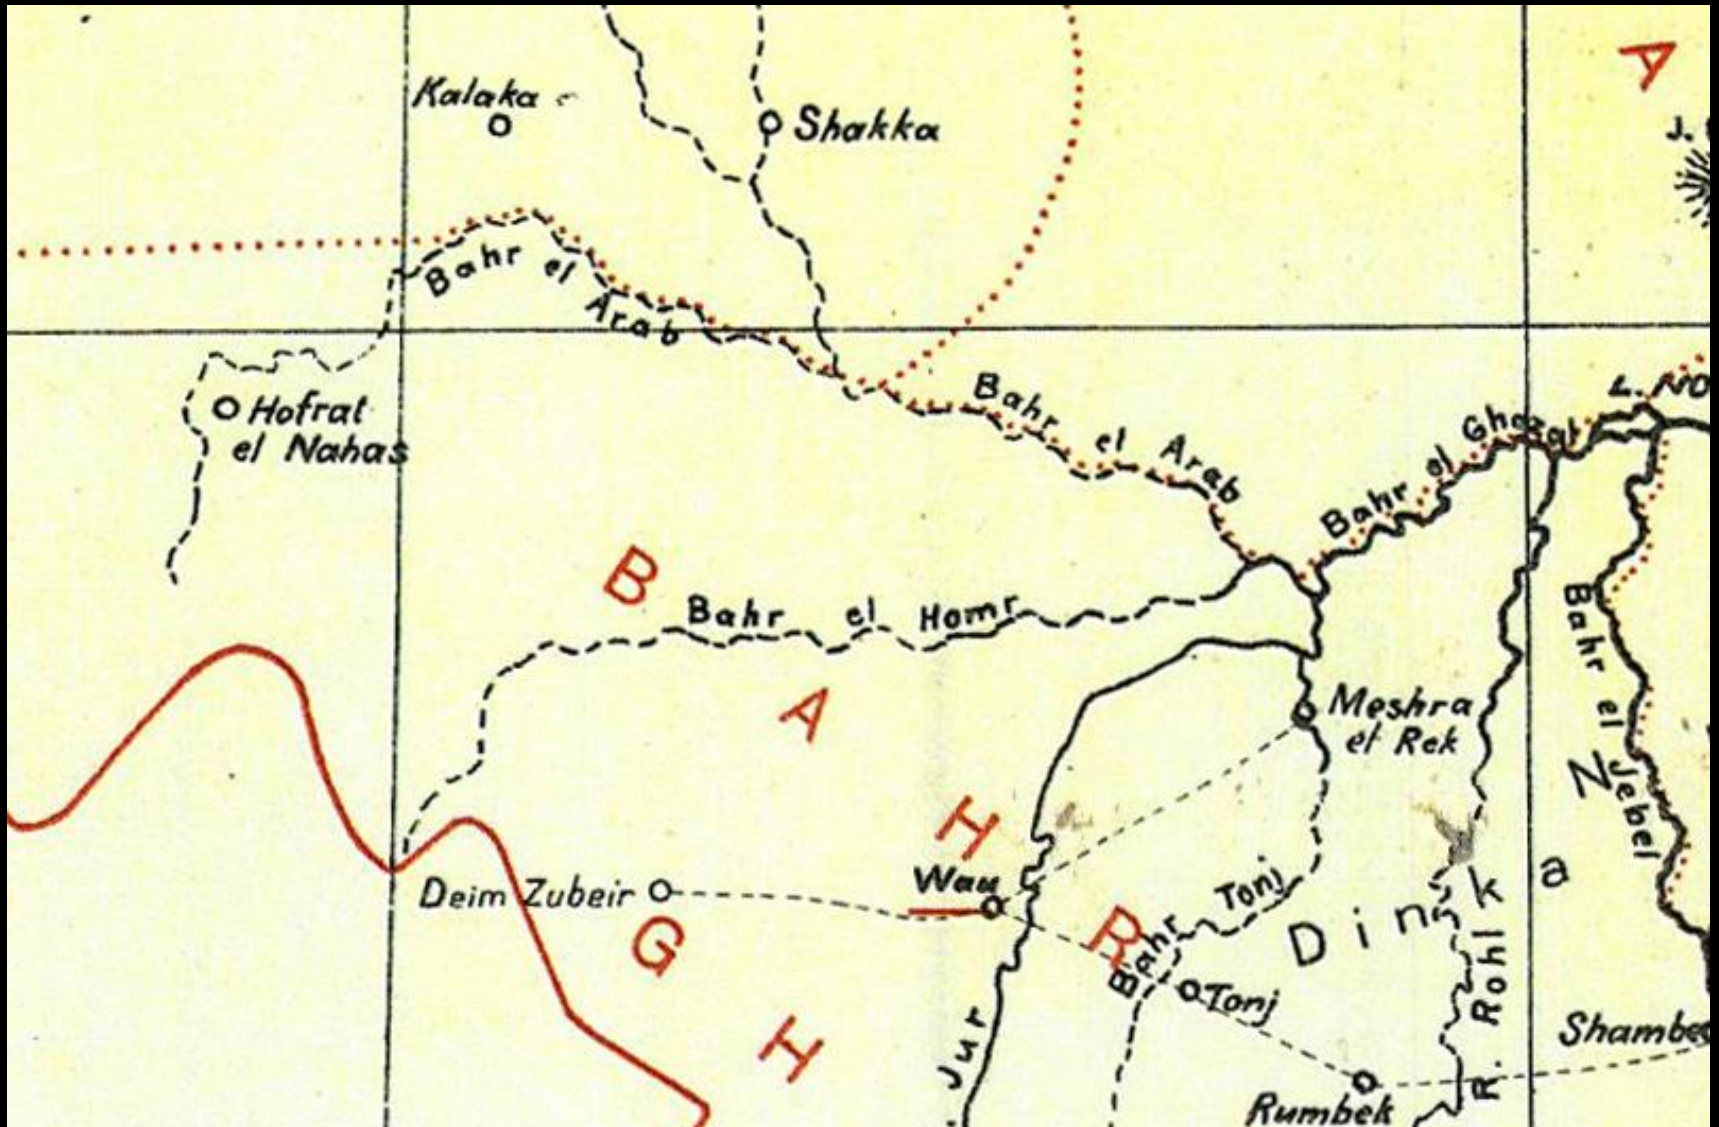 A
Kalaka
J.
Shakka
Bahr el Arab
L. NO
Bahr el Arab
Bahr el Ghazal
Hofrat
el Nahas
B
Bahr el Homr
Bahr el Jebel
A
Meshra
el Rek
Z
H
Deim Zubeir
Wau
Bahr Tonj
Dinka
G
R
Tonj
R. Rohl
H
Jur
Shambe
Rumbek